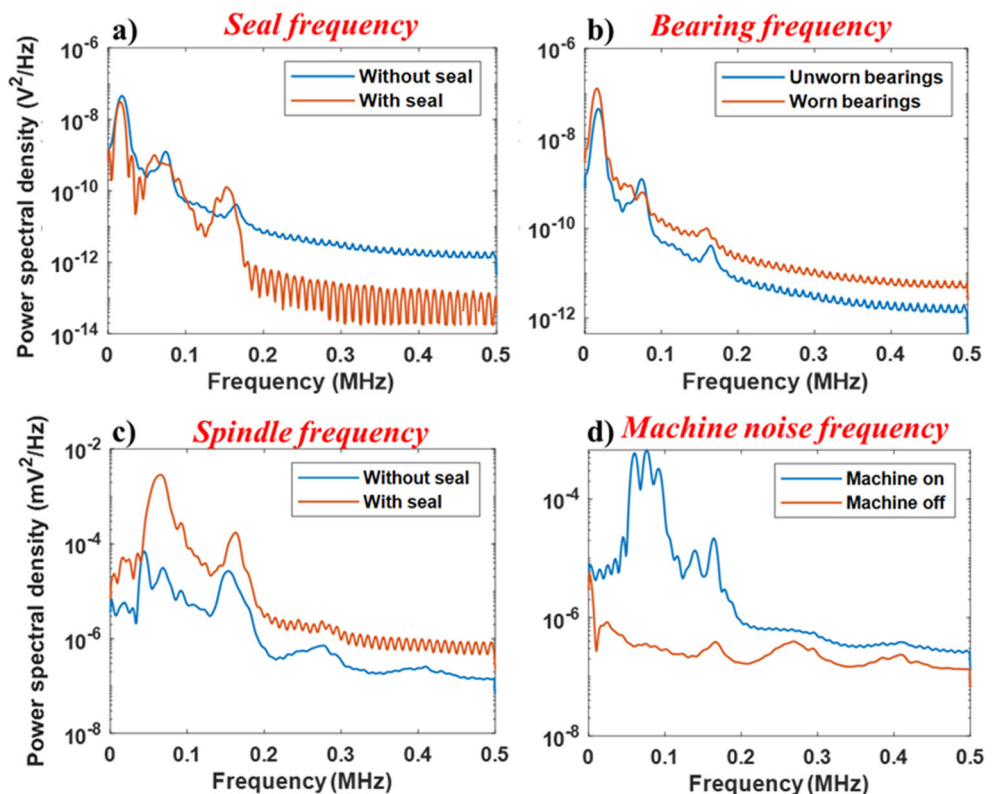 a)
Seal frequency
Power spectral density (V²/Hz)
10⁻⁶
10⁻⁸
10⁻¹⁰
10⁻¹²
10⁻¹⁴
Without seal
With seal
0 0.1 0.2 0.3 0.4 0.5
Frequency (MHz)
b)
Bearing frequency
10⁻⁶
10⁻⁸
10⁻¹⁰
10⁻¹²
Unworn bearings
Worn bearings
0 0.1 0.2 0.3 0.4 0.5
Frequency (MHz)
c)
Spindle frequency
Power spectral density (mV²/Hz)
10⁻²
10⁻⁴
10⁻⁶
10⁻⁸
Without seal
With seal
0 0.1 0.2 0.3 0.4 0.5
Frequency (MHz)
d)
Machine noise frequency
10⁻⁴
10⁻⁶
10⁻⁸
Machine on
Machine off
0 0.1 0.2 0.3 0.4 0.5
Frequency (MHz)